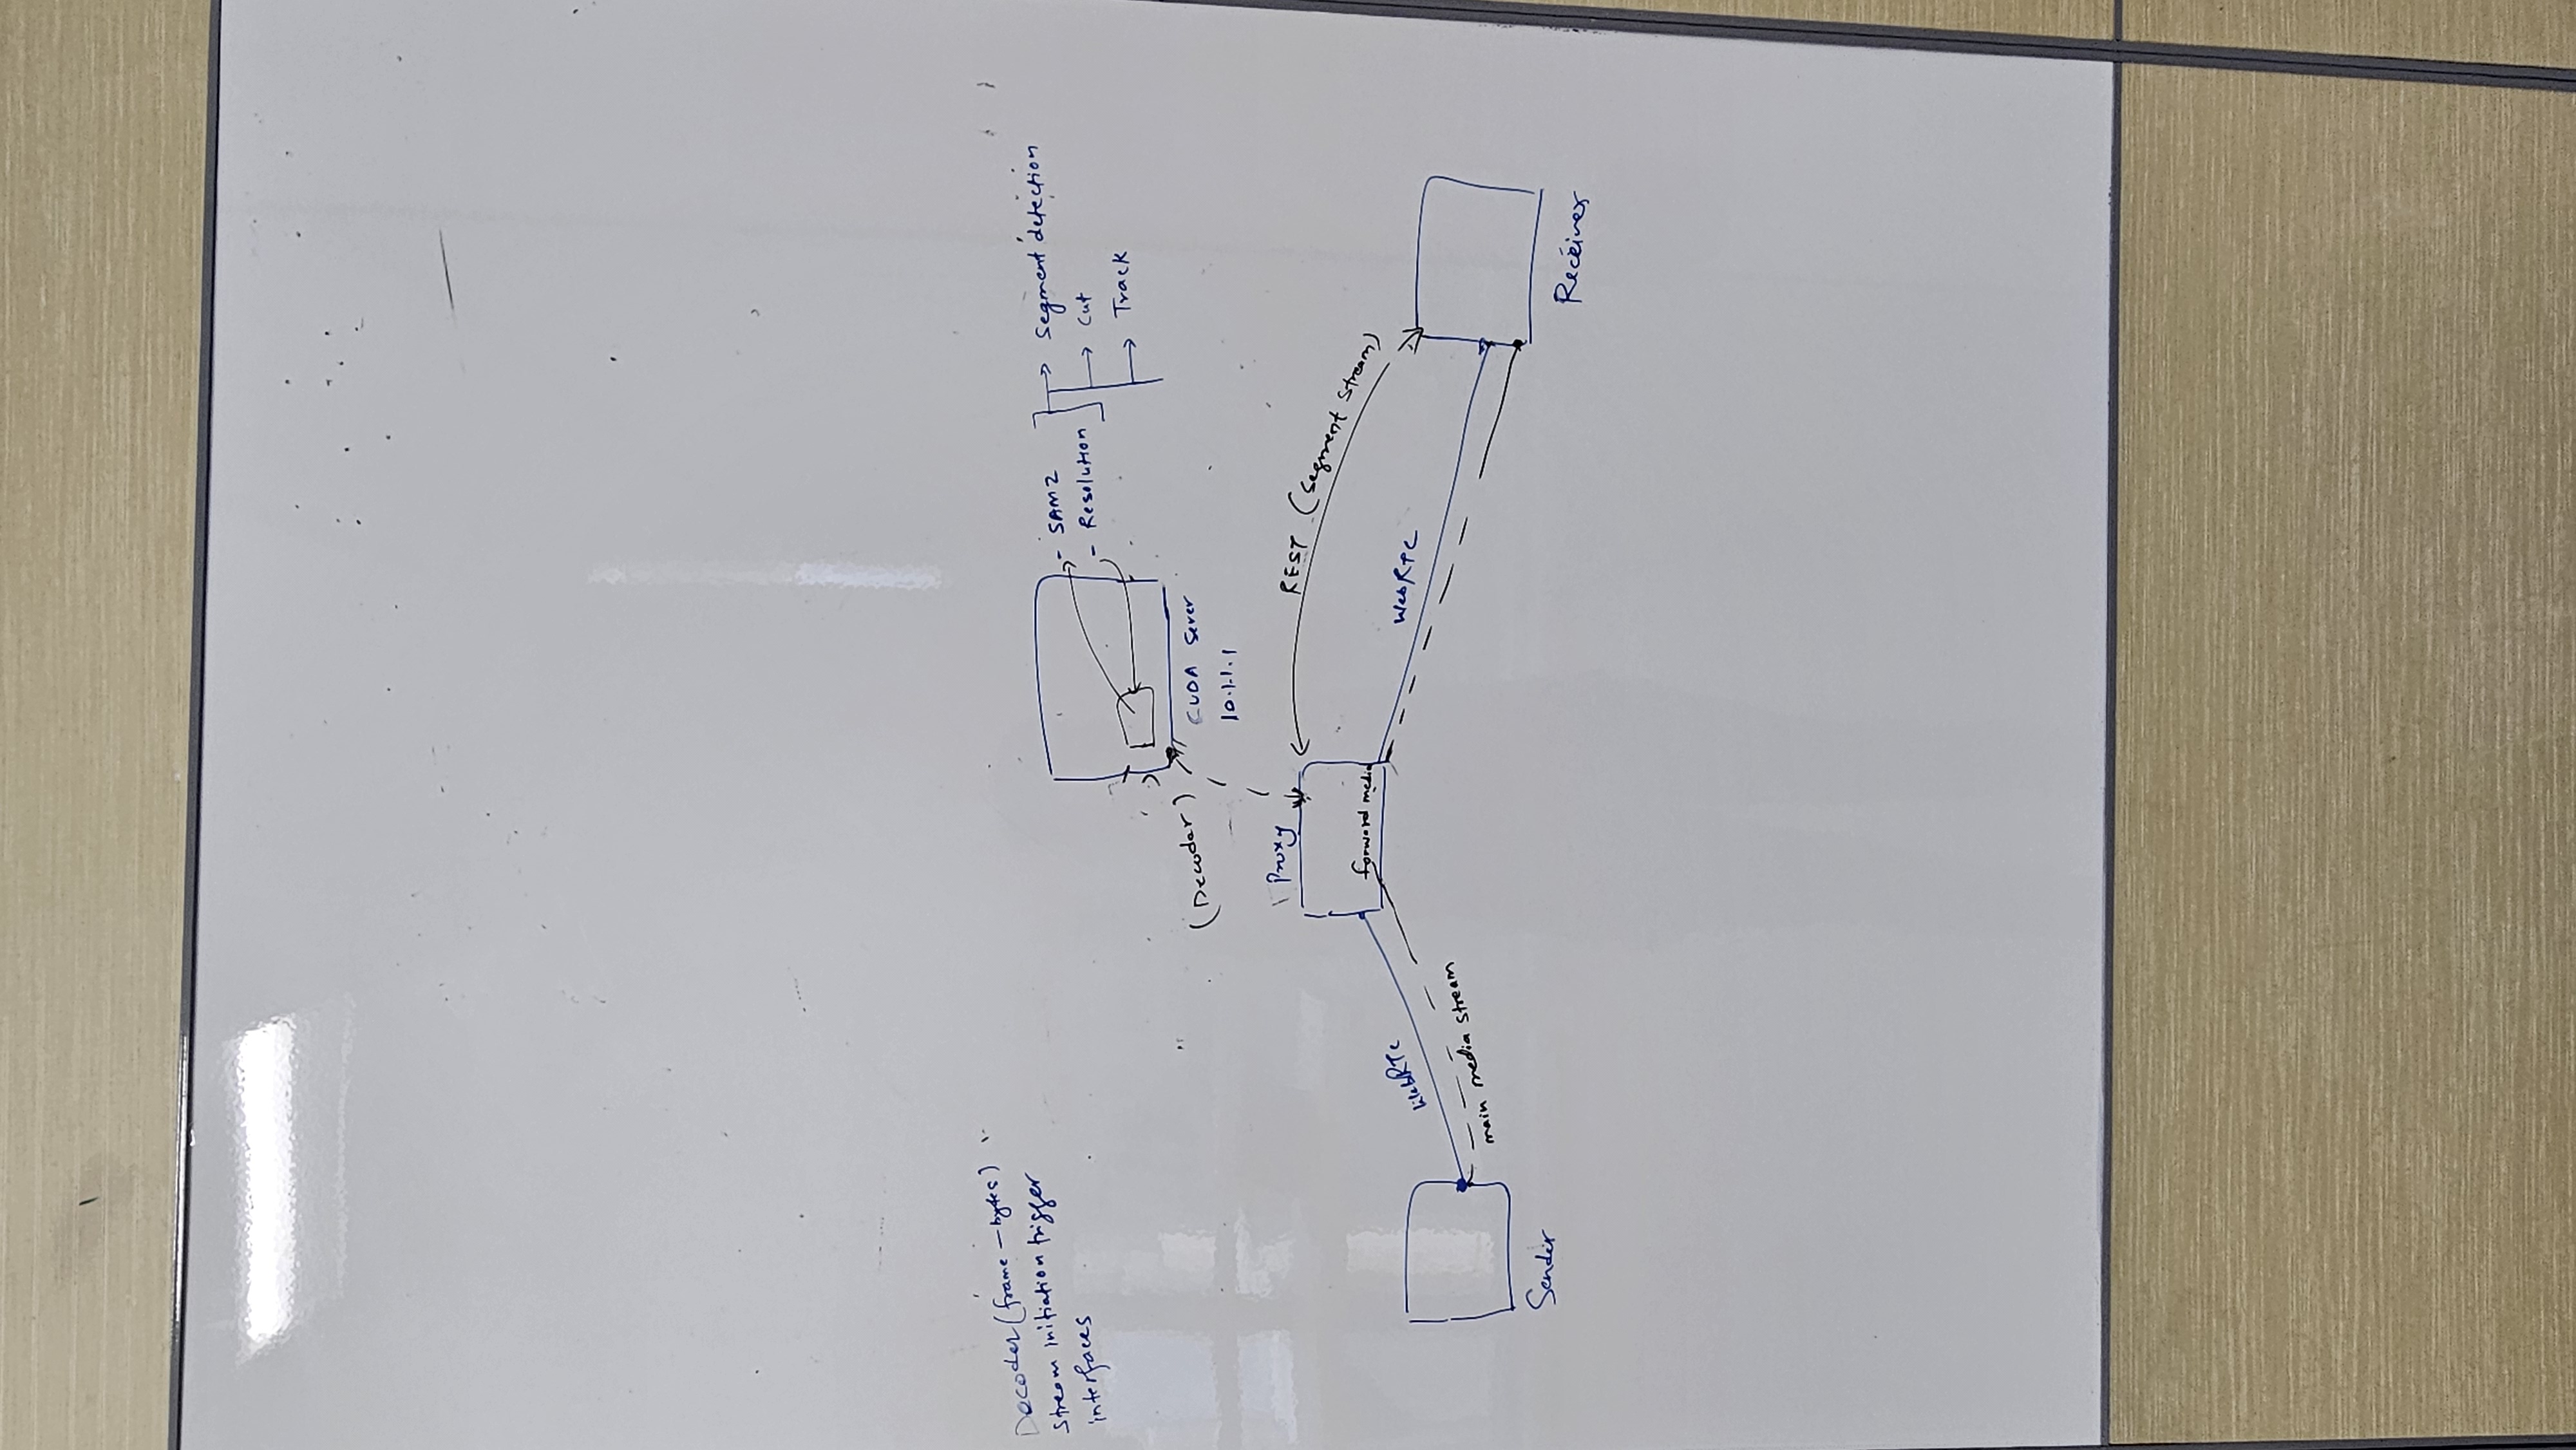 Decoder (frame - bytes)
stream initiation trigger
interfaces
- SAM2
- Resolution
segment detection
Cut
Track
(Decoder)
CUDA Sever
10.1.1.1
Proxy
forward media
REST (segment stream)
WebRTC
main media stream
WebRTC
Sender
Receiver